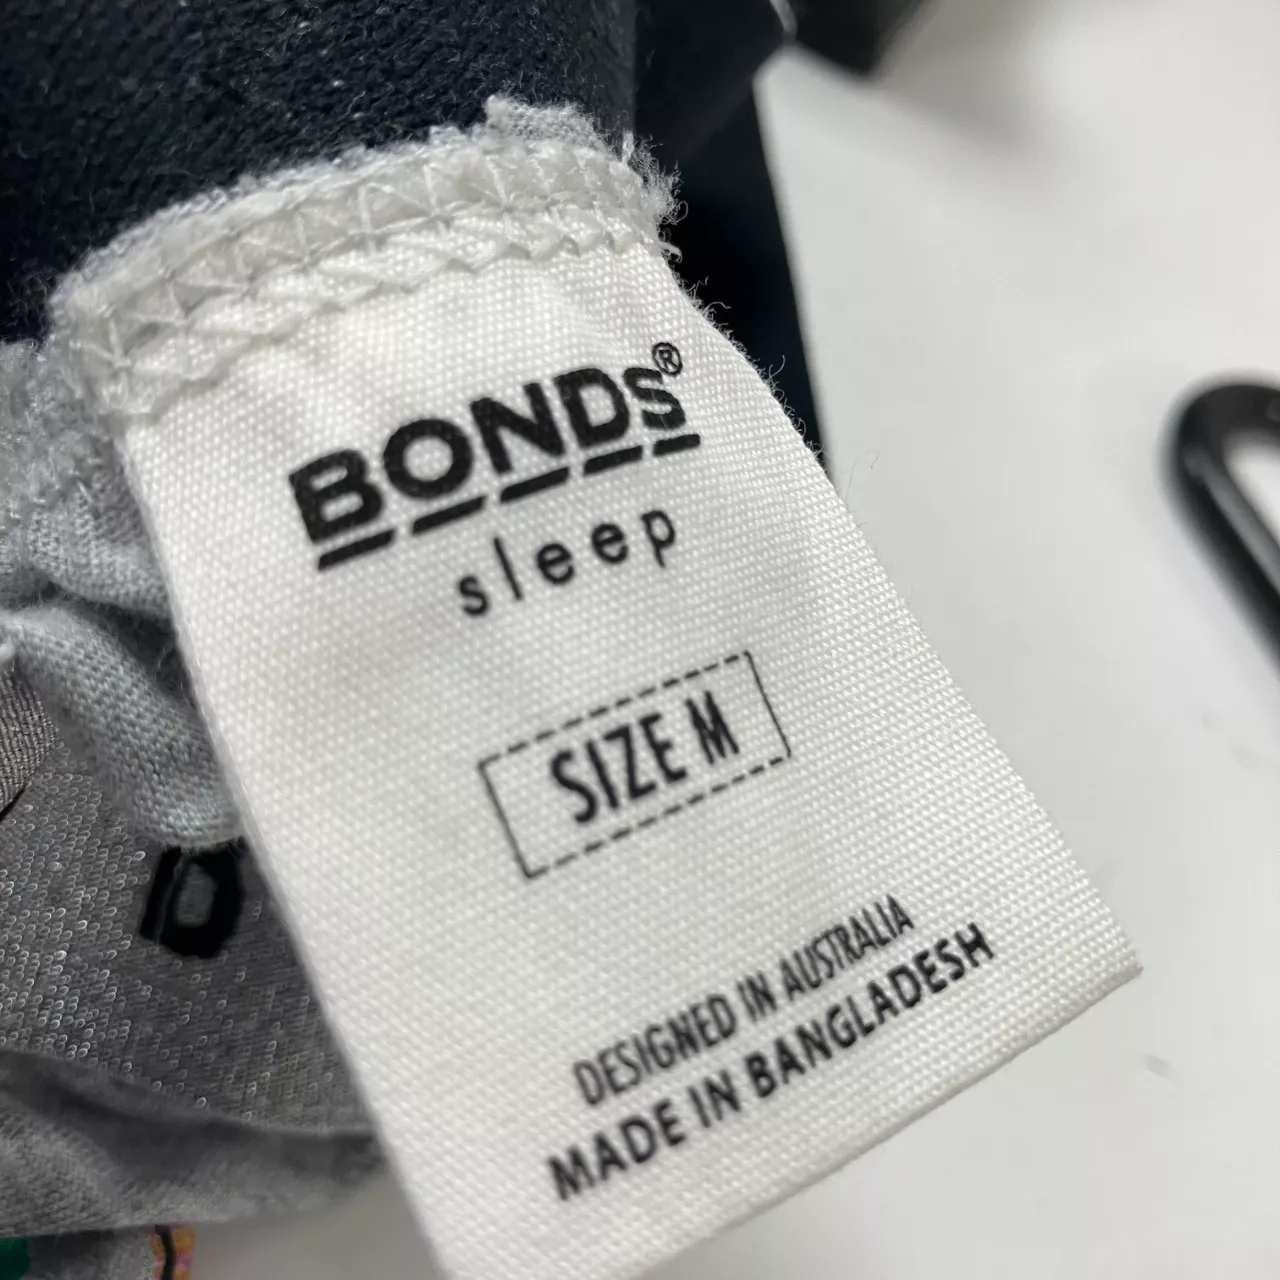 BONDS®
sleep
SIZE M
DESIGNED IN AUSTRALIA
MADE IN BANGLADESH